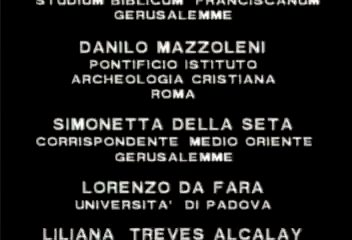 STUDIUM BIBLICUM FRANCISCANUM
GERUSALEMME
DANILO MAZZOLENI
PONTIFICIO ISTITUTO
ARCHEOLOGIA CRISTIANA
ROMA
SIMONETTA DELLA SETA
CORRISPONDENTE MEDIO ORIENTE
GERUSALEMME
LORENZO DA FARA
UNIVERSITA' DI PADOVA
LILIANA TREVES ALCALAY